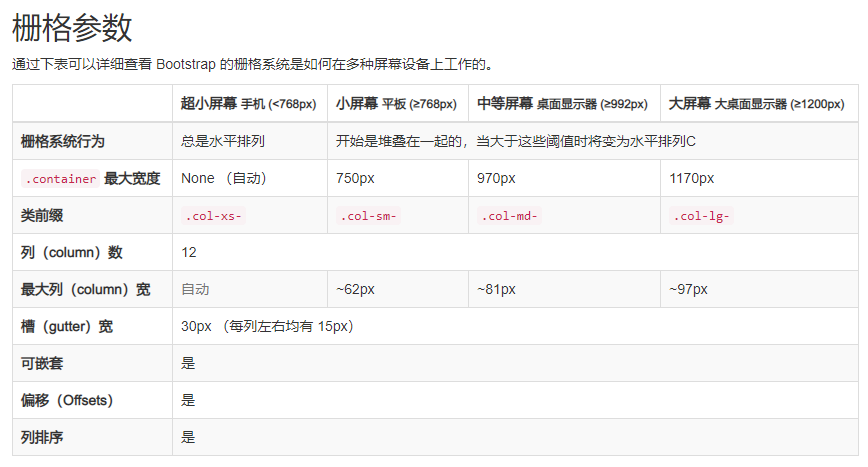 栅格参数
通过下表可以详细查看 Bootstrap 的栅格系统是如何在多种屏幕设备上工作的。
超小屏幕 手机 (<768px) 小屏幕 平板 (≥768px) 中等屏幕 桌面显示器 (≥992px) 大屏幕 大桌面显示器 (≥1200px)
栅格系统行为 总是水平排列 开始是堆叠在一起的，当大于这些阈值时将变为水平排列C
.container 最大宽度 None （自动） 750px 970px 1170px
类前缀 .col-xs- .col-sm- .col-md- .col-lg-
列（column）数 12
最大列（column）宽 自动 ~62px ~81px ~97px
槽（gutter）宽 30px （每列左右均有 15px）
可嵌套 是
偏移（Offsets） 是
列排序 是